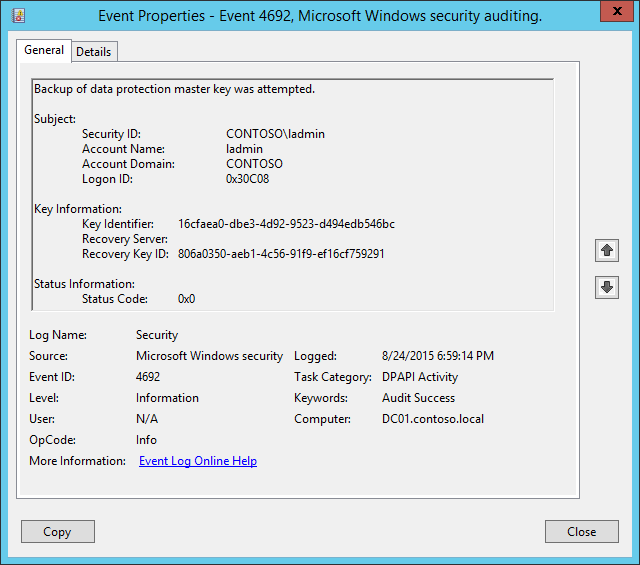 Event Properties - Event 4692, Microsoft Windows security auditing.
X
General Details
Backup of data protection master key was attempted.
Subject:
Security ID: CONTOSO\ladmin
Account Name: ladmin
Account Domain: CONTOSO
Logon ID: 0x30C08
Key Information:
Key Identifier: 16cfaea0-dbe3-4d92-9523-d494edb546bc
Recovery Server:
Recovery Key ID: 806a0350-aeb1-4c56-91f9-ef16cf759291
Status Information:
Status Code: 0x0
Log Name: Security
Source: Microsoft Windows security Logged: 8/24/2015 6:59:14 PM
Event ID: 4692 Task Category: DPAPI Activity
Level: Information Keywords: Audit Success
User: N/A Computer: DC01.contoso.local
OpCode: Info
More Information: Event Log Online Help
Copy Close